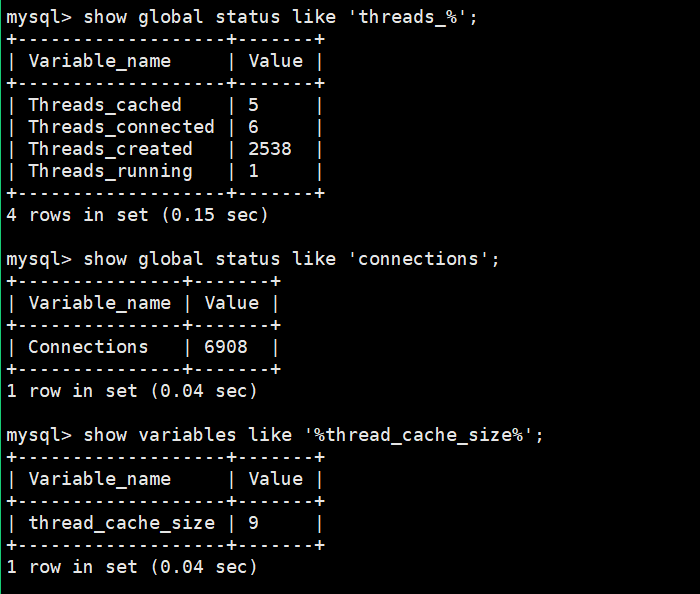 mysql> show global status like 'threads_%';
+-------------------+-------+
| Variable_name     | Value |
+-------------------+-------+
| Threads_cached    | 5     |
| Threads_connected | 6     |
| Threads_created   | 2538  |
| Threads_running   | 1     |
+-------------------+-------+
4 rows in set (0.15 sec)

mysql> show global status like 'connections';
+---------------+-------+
| Variable_name | Value |
+---------------+-------+
| Connections   | 6908  |
+---------------+-------+
1 row in set (0.04 sec)

mysql> show variables like '%thread_cache_size%';
+-------------------+-------+
| Variable_name     | Value |
+-------------------+-------+
| thread_cache_size | 9     |
+-------------------+-------+
1 row in set (0.04 sec)